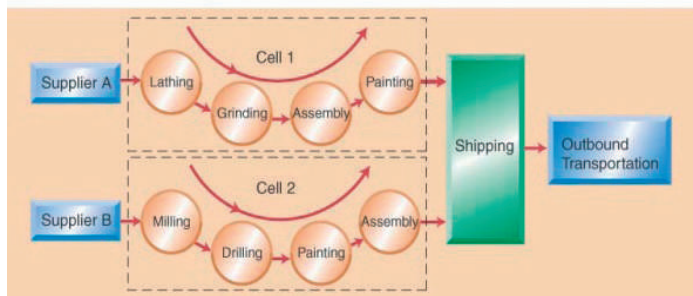 Cell 1
Supplier A
Lathing
Grinding
Assembly
Painting
Shipping
Outbound
Transportation
Cell 2
Supplier B
Milling
Drilling
Painting
Assembly